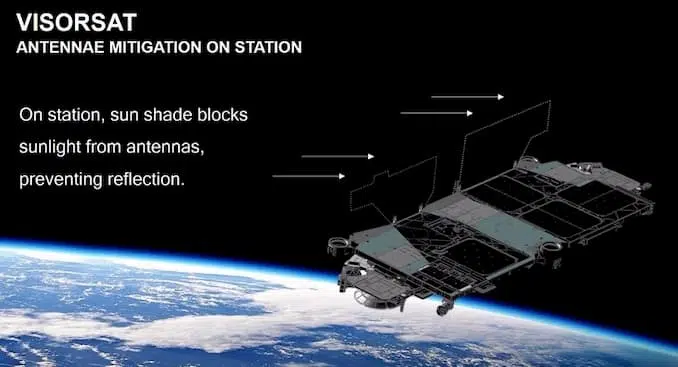 VISORSAT
ANTENNAE MITIGATION ON STATION
On station, sun shade blocks
sunlight from antennas,
preventing reflection.